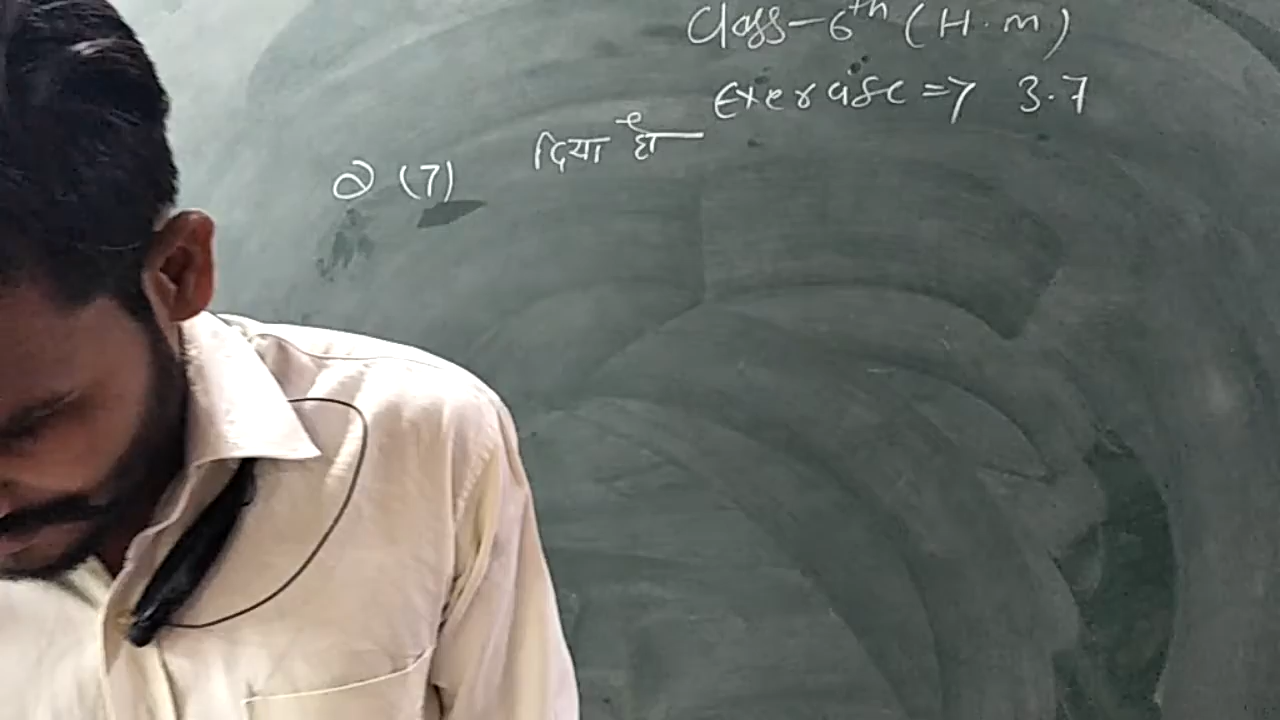 Class-6th (H.M)
Exercise => 3.7
Q (7) दिया है